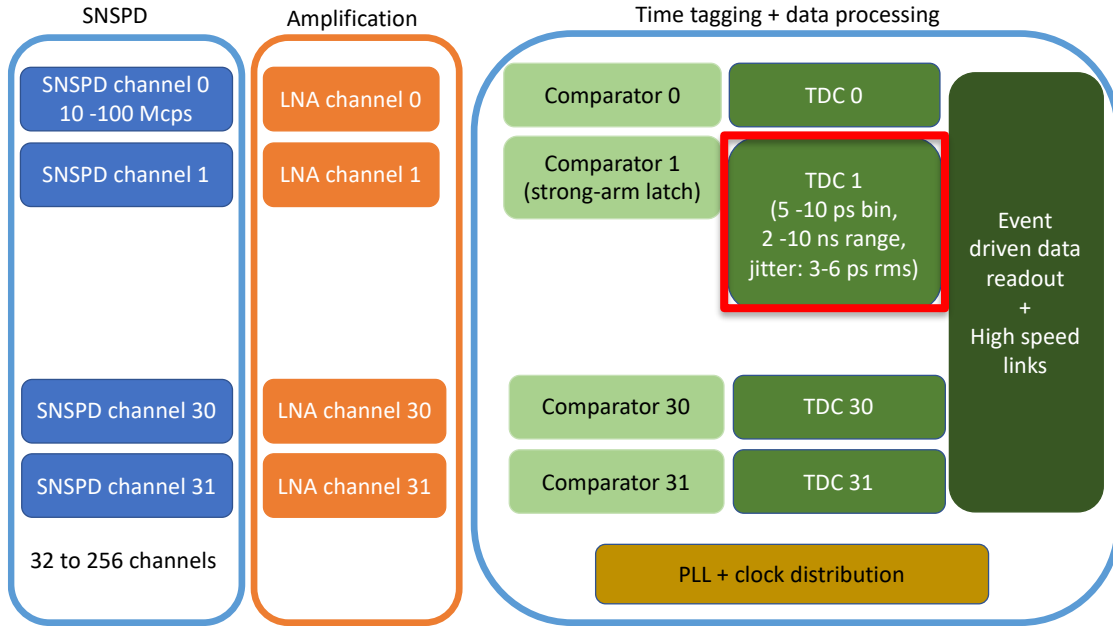 SNSPD
Amplification
Time tagging + data processing
SNSPD channel 0
10 -100 Mcps
LNA channel 0
Comparator 0
TDC 0
SNSPD channel 1
LNA channel 1
Comparator 1
(strong-arm latch)
TDC 1
(5 -10 ps bin,
2 -10 ns range,
jitter: 3-6 ps rms)
Event
driven data
readout
+
High speed
links
SNSPD channel 30
LNA channel 30
Comparator 30
TDC 30
SNSPD channel 31
LNA channel 31
Comparator 31
TDC 31
32 to 256 channels
PLL + clock distribution